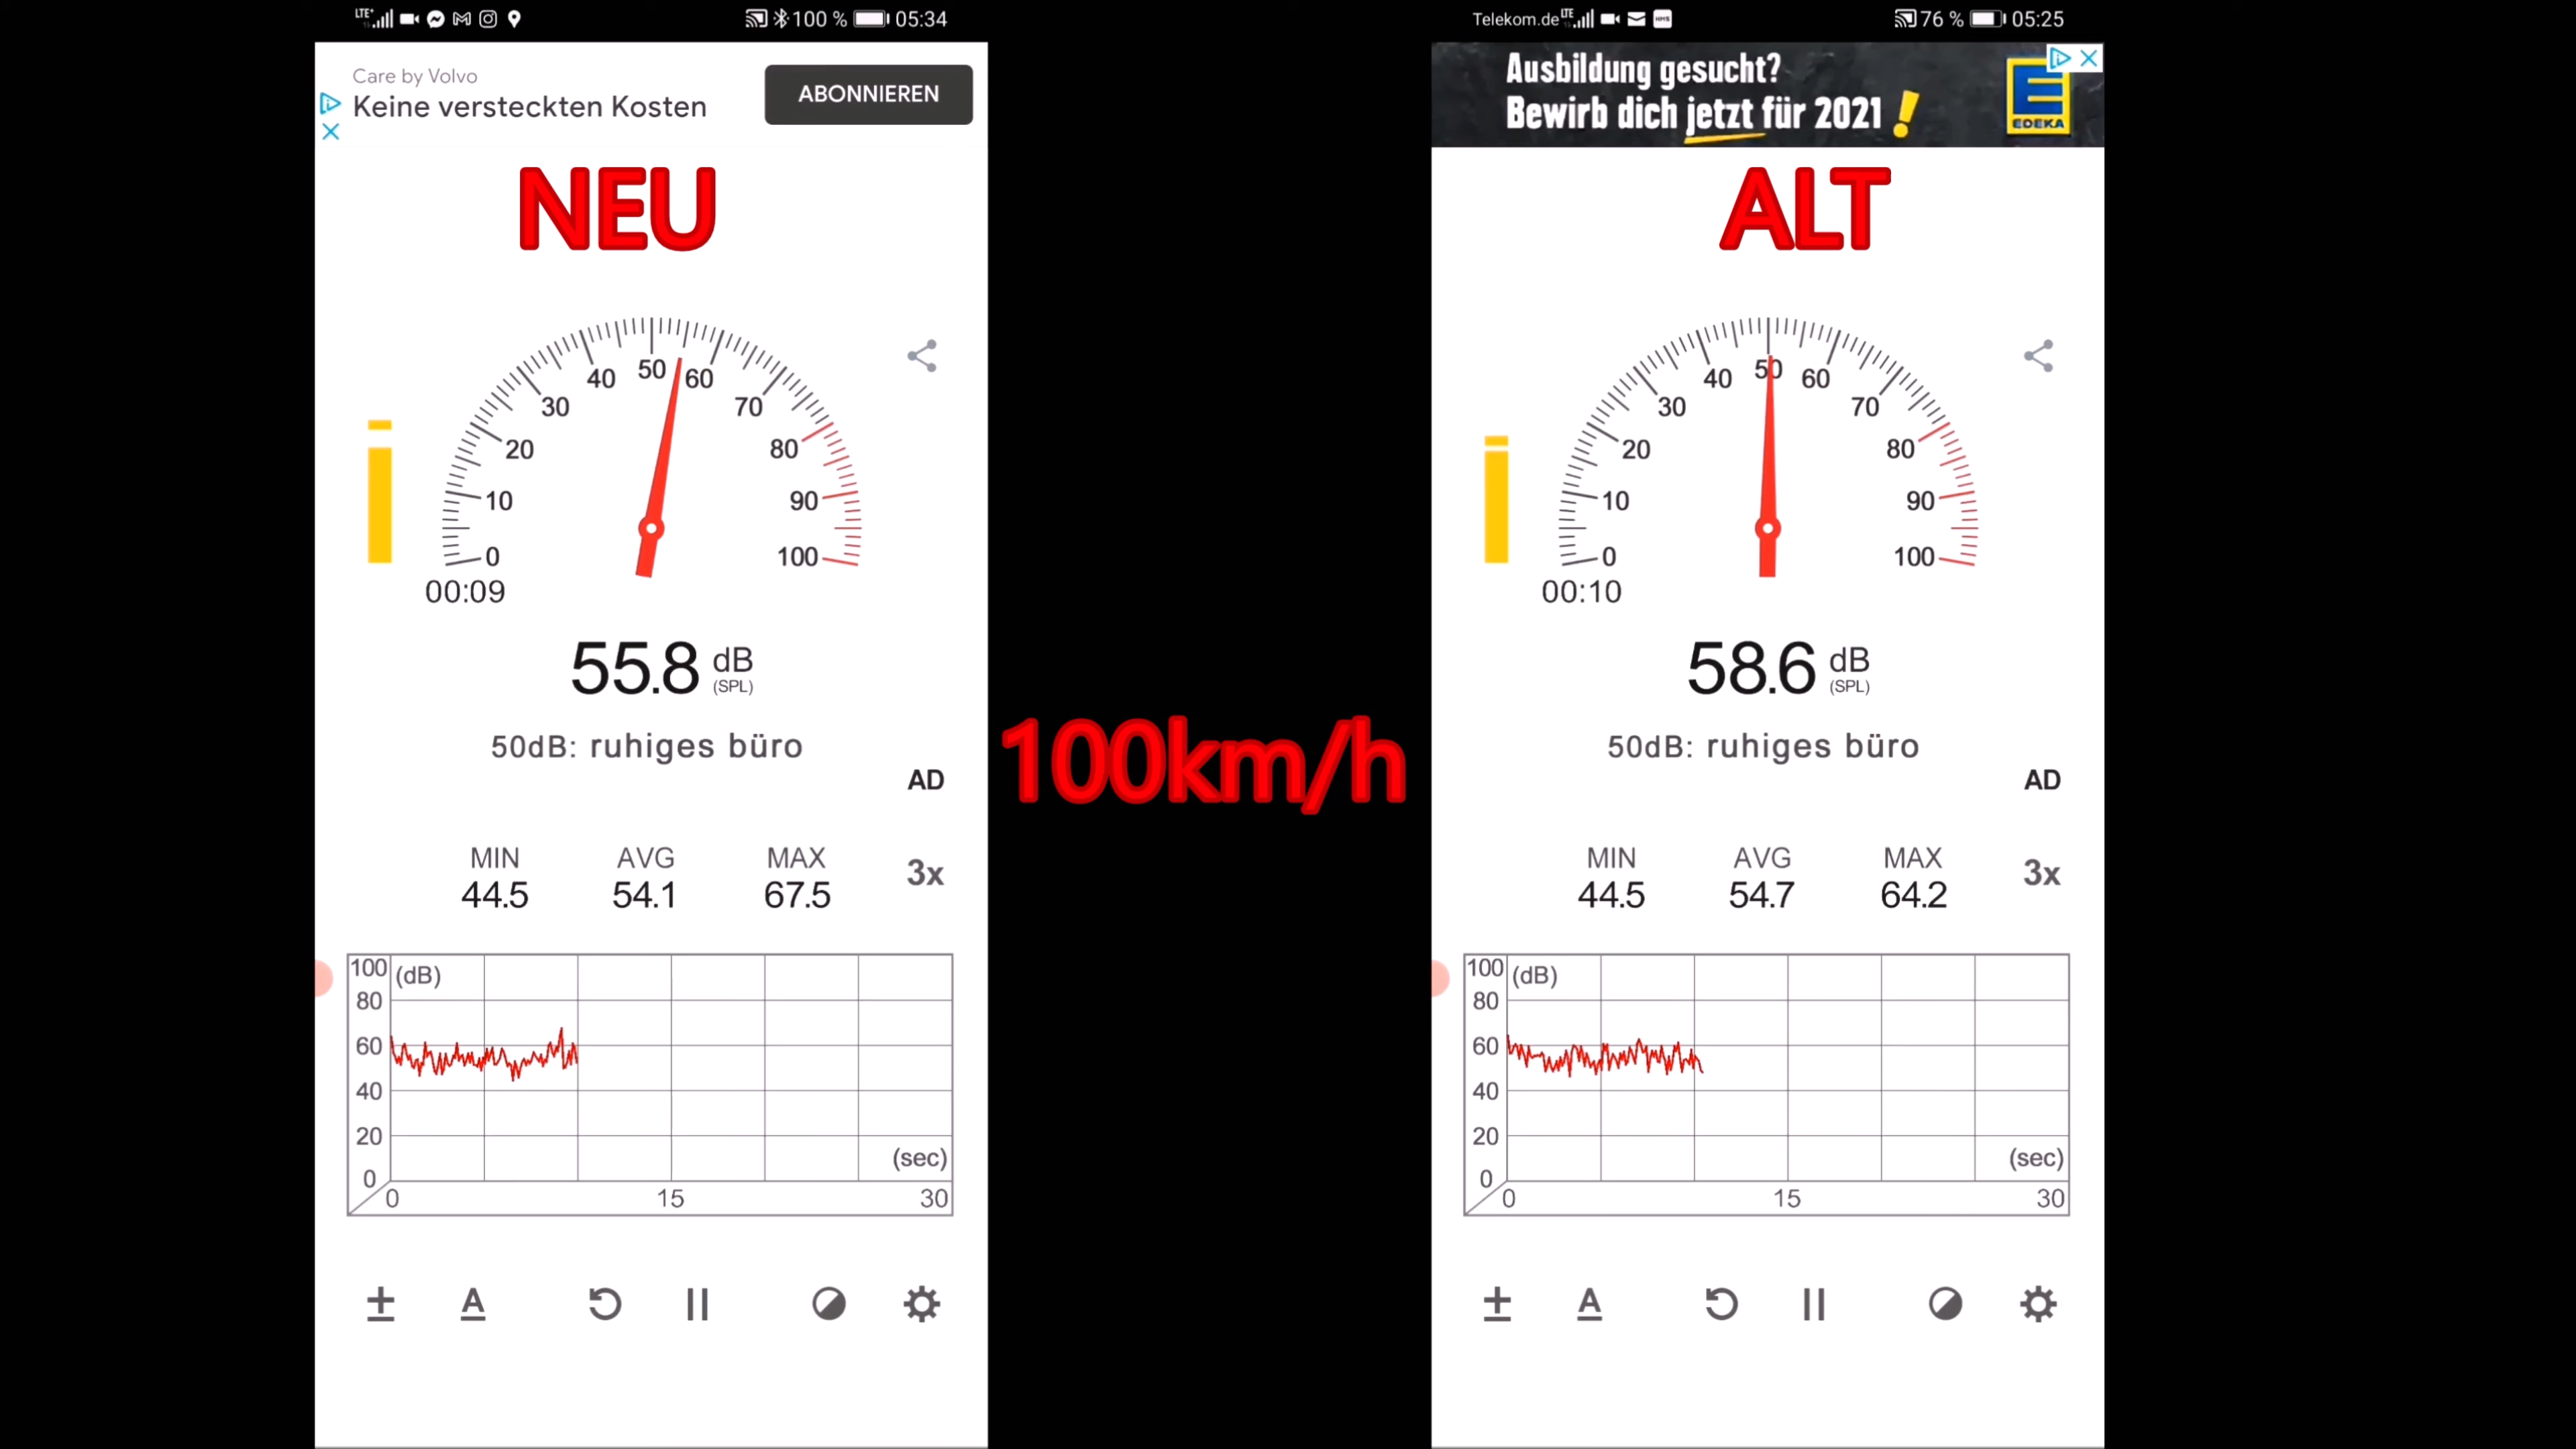 LTE+ 100 % 05:34
Care by Volvo
Keine versteckten Kosten
ABONNIEREN
NEU
0 10 20 30 40 50 60 70 80 90 100
00:09
55.8 dB
(SPL)
50dB: ruhiges büro
AD
MIN AVG MAX
44.5 54.1 67.5
3x
100 (dB)
80
60
40
20
(sec)
0
0 15 30
A
100km/h
Telekom.de LTE HMS 76 % 05:25
Ausbildung gesucht?
Bewirb dich jetzt für 2021!
E
EDEKA
ALT
0 10 20 30 40 50 60 70 80 90 100
00:10
58.6 dB
(SPL)
50dB: ruhiges büro
AD
MIN AVG MAX
44.5 54.7 64.2
3x
100 (dB)
80
60
40
20
(sec)
0
0 15 30
A